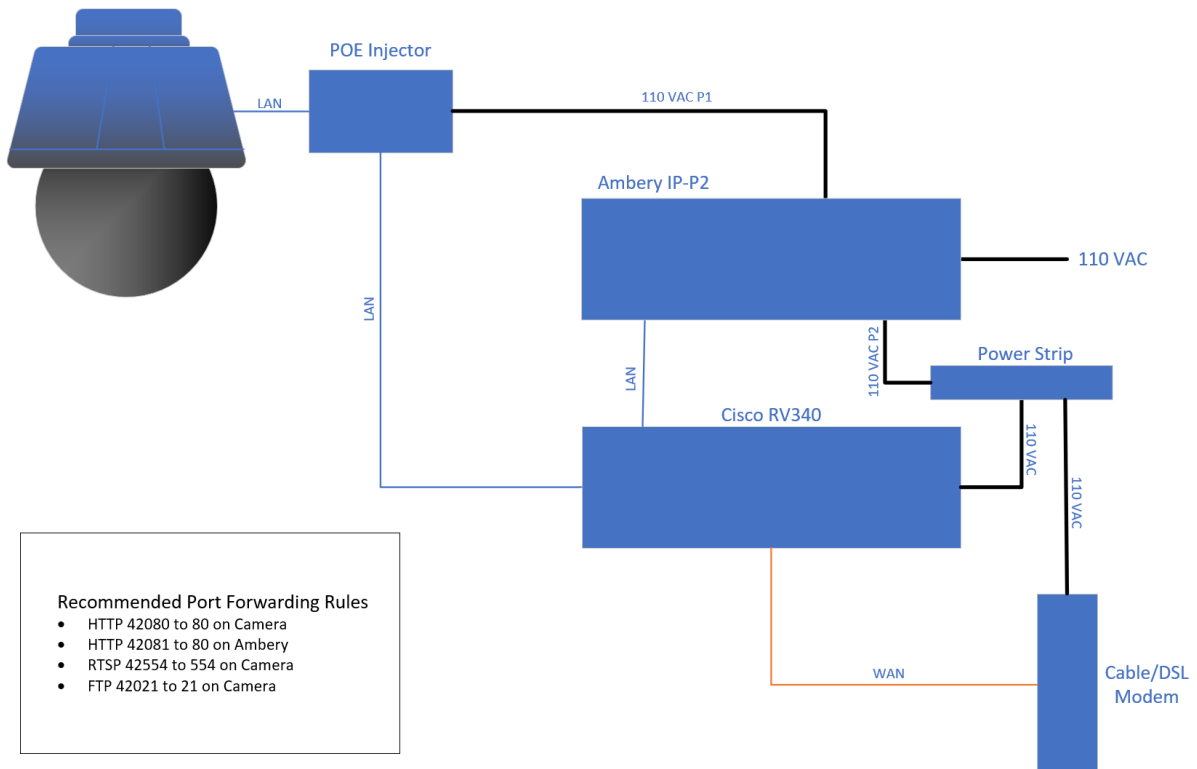 POE Injector
LAN
110 VAC P1
Ambery IP-P2
110 VAC
LAN
LAN
110 VAC P2
Power Strip
Cisco RV340
110 VAC
110 VAC
WAN
Cable/DSL
Modem
Recommended Port Forwarding Rules
• HTTP 42080 to 80 on Camera
• HTTP 42081 to 80 on Ambery
• RTSP 42554 to 554 on Camera
• FTP 42021 to 21 on Camera